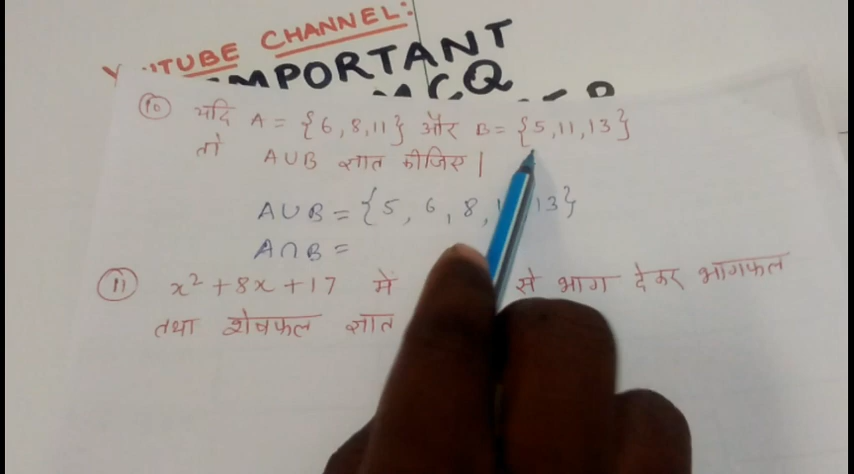 YOUTUBE CHANNEL:
IMPORTANT
MCQ
(10) यदि A = {6, 8, 11} और B = {5, 11, 13}
तो A∪B ज्ञात कीजिए |
A∪B = {5, 6, 8, 13}
A∩B =
(11) x² + 8x + 17 में से भाग देकर भागफल
तथा शेषफल ज्ञात